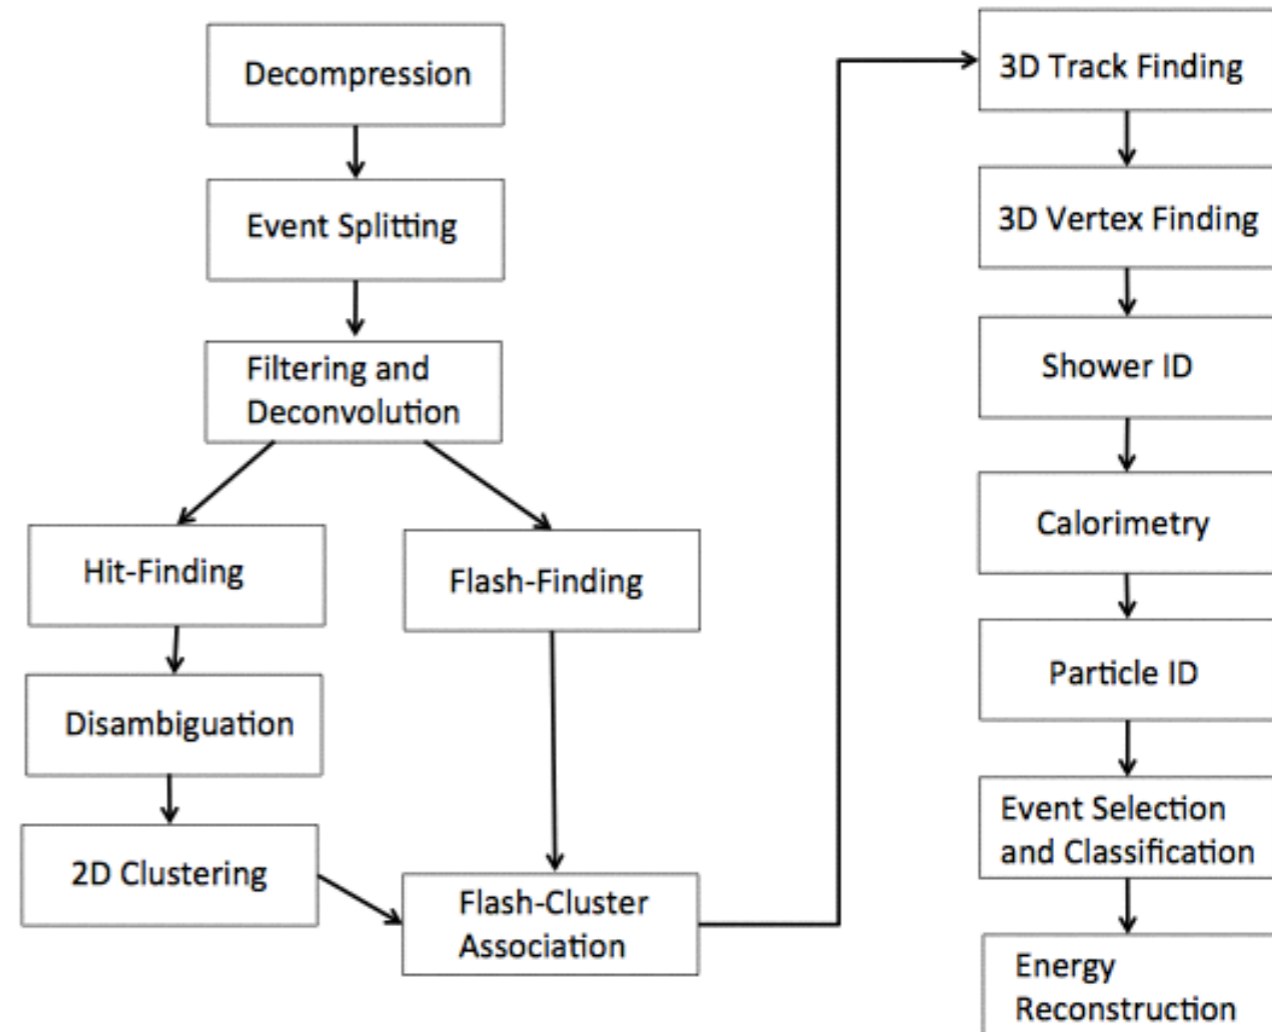 Decompression
Event Splitting
Filtering and
Deconvolution
Hit-Finding
Flash-Finding
Disambiguation
2D Clustering
Flash-Cluster
Association
3D Track Finding
3D Vertex Finding
Shower ID
Calorimetry
Particle ID
Event Selection
and Classification
Energy
Reconstruction